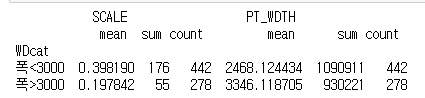 SCALE PT_WDTH
mean sum count mean sum count
WDcat
폭<3000 0.398190 176 442 2468.124434 1090911 442
폭>3000 0.197842 55 278 3346.118705 930221 278